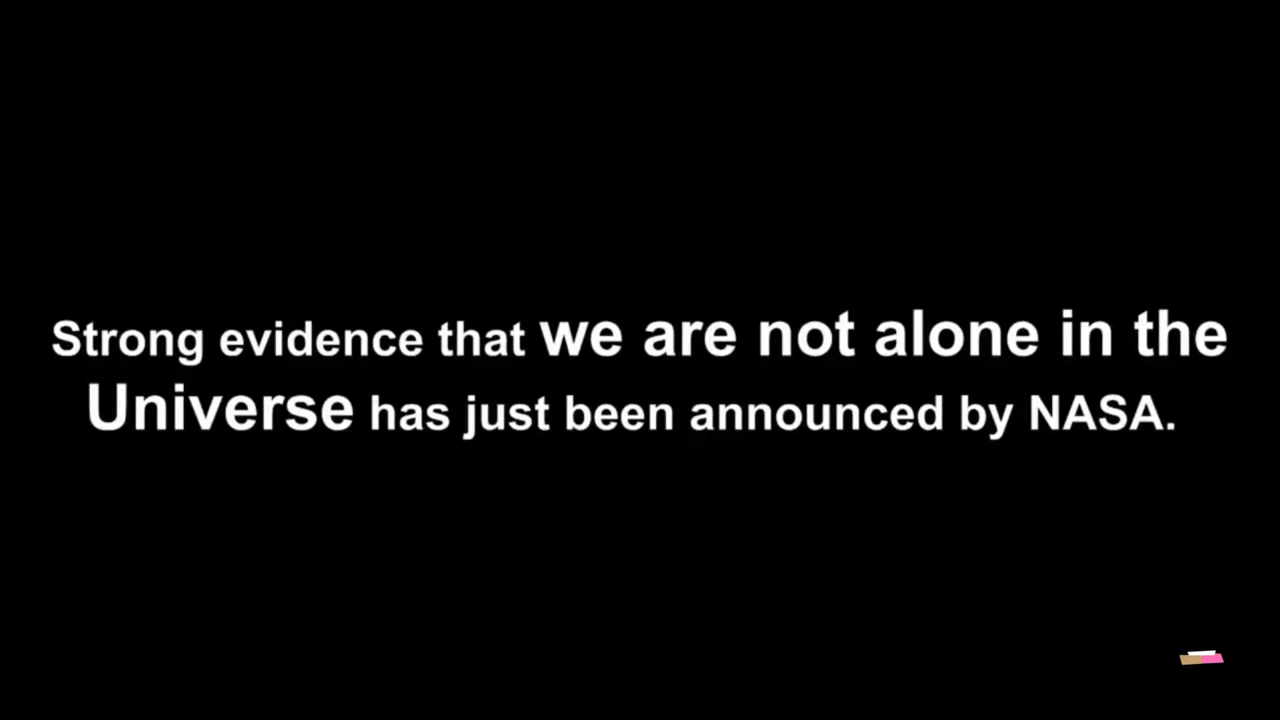 Strong evidence that we are not alone in the
Universe has just been announced by NASA.